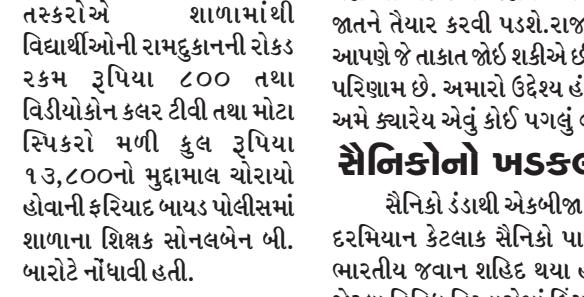 તસ્કરોએ શાળામાંથી
વિદ્યાર્થીઓની રામદુકાનની રોકડ
રકમ રૂપિયા ૮૦૦ તથા
વિડીયોકોન કલર ટીવી તથા મોટા
સ્પિકરો મળી કુલ રૂપિયા
૧૩,૮૦૦નો મુદ્દામાલ ચોરાયો
હોવાની ફરિયાદ બાયડ પોલીસમાં
શાળાના શિક્ષક સોનલબેન બી.
બારોટે નોંધાવી હતી.
જાતને તૈયાર કરવી પડશે.
આપણે જે તાકાત જોઇ શકીએ
પરિણામ છે. અમારો ઉદ્દેશ્ય
અમે ક્યારેય એવું કોઈ પગલું
સૈનિકોનો
સૈનિકો ડંડાથી એકબીજા
દરમિયાન કેટલાક સૈનિકો
ભારતીય જવાન શહિદ થયા